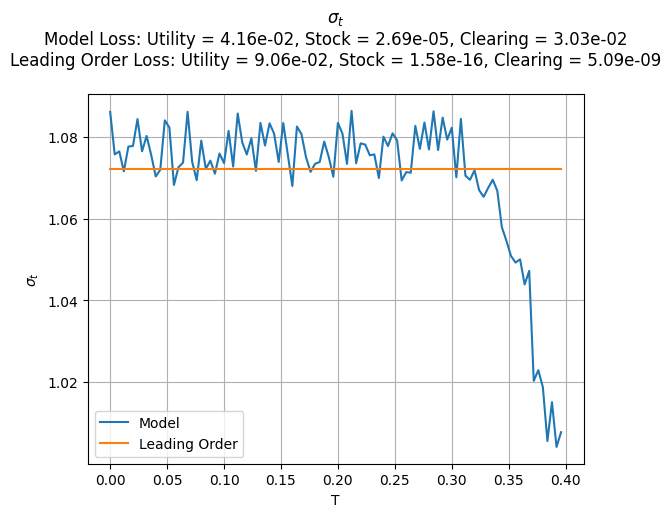 σₜ
Model Loss: Utility = 4.16e-02, Stock = 2.69e-05, Clearing = 3.03e-02
Leading Order Loss: Utility = 9.06e-02, Stock = 1.58e-16, Clearing = 5.09e-09
σₜ
1.08
1.06
1.04
1.02
Model
Leading Order
0.00 0.05 0.10 0.15 0.20 0.25 0.30 0.35 0.40
T